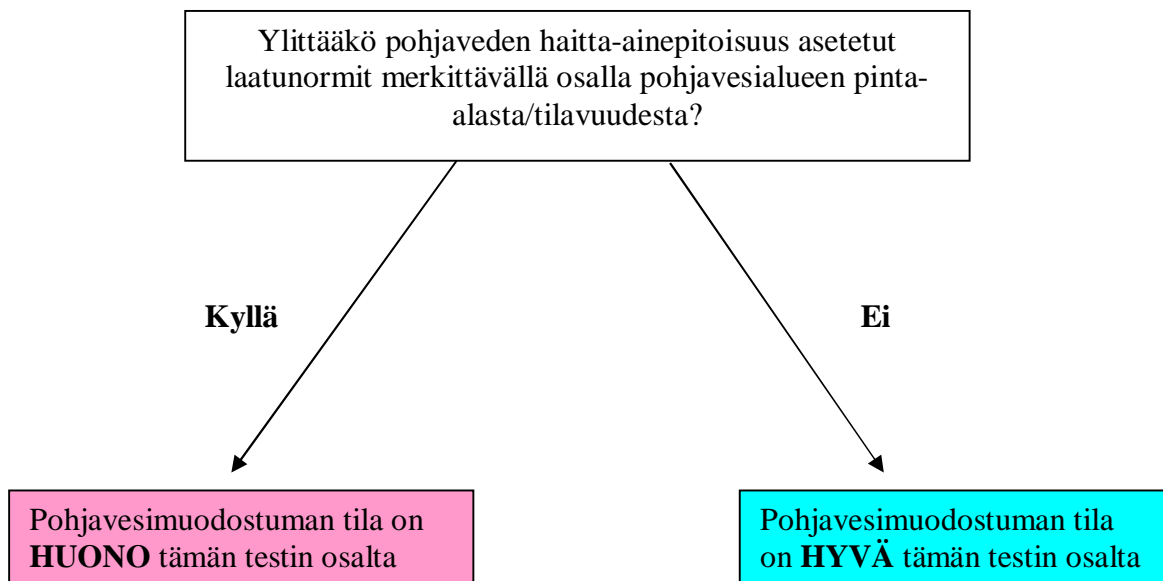 Ylittääkö pohjaveden haitta-ainepitoisuus asetetut
laatunormit merkittävällä osalla pohjavesialueen pinta-
alasta/tilavuudesta?
Kyllä
Ei
Pohjavesimuodostuman tila on
HUONO tämän testin osalta
Pohjavesimuodostuman tila
on HYVÄ tämän testin osalta